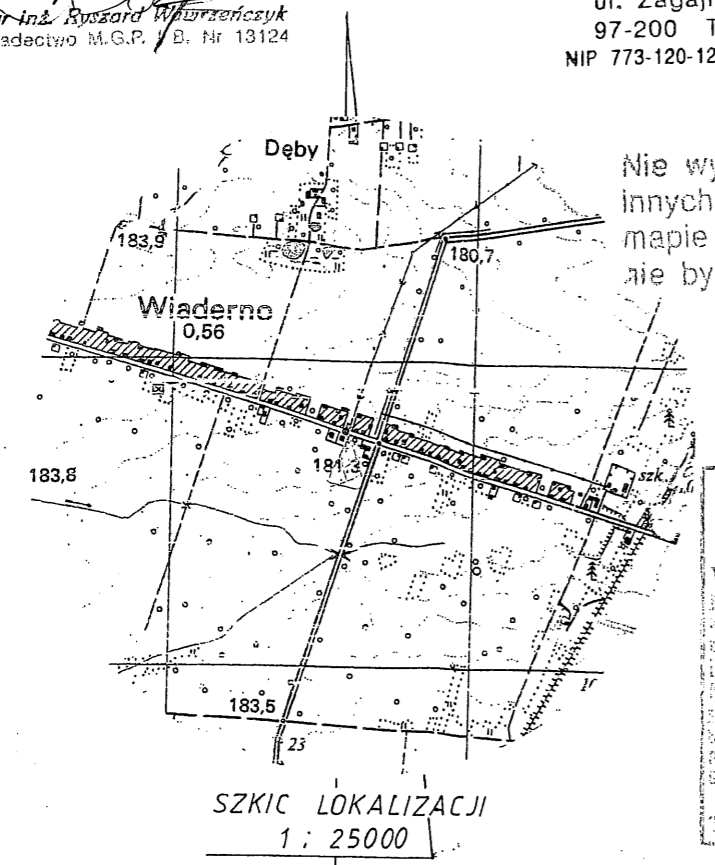 inż. Ryszard Wawrzeńczyk
M.G.P. i B. Nr 13124
ul.
97-200 T
NIP 773-120-12
Nie wy
innych
mapie
nie by
Dęby
183,9
180,7
Wiaderno
0,56
183,8
181,3
szk.
183,5
23
SZKIC LOKALIZACJI
1 : 25000